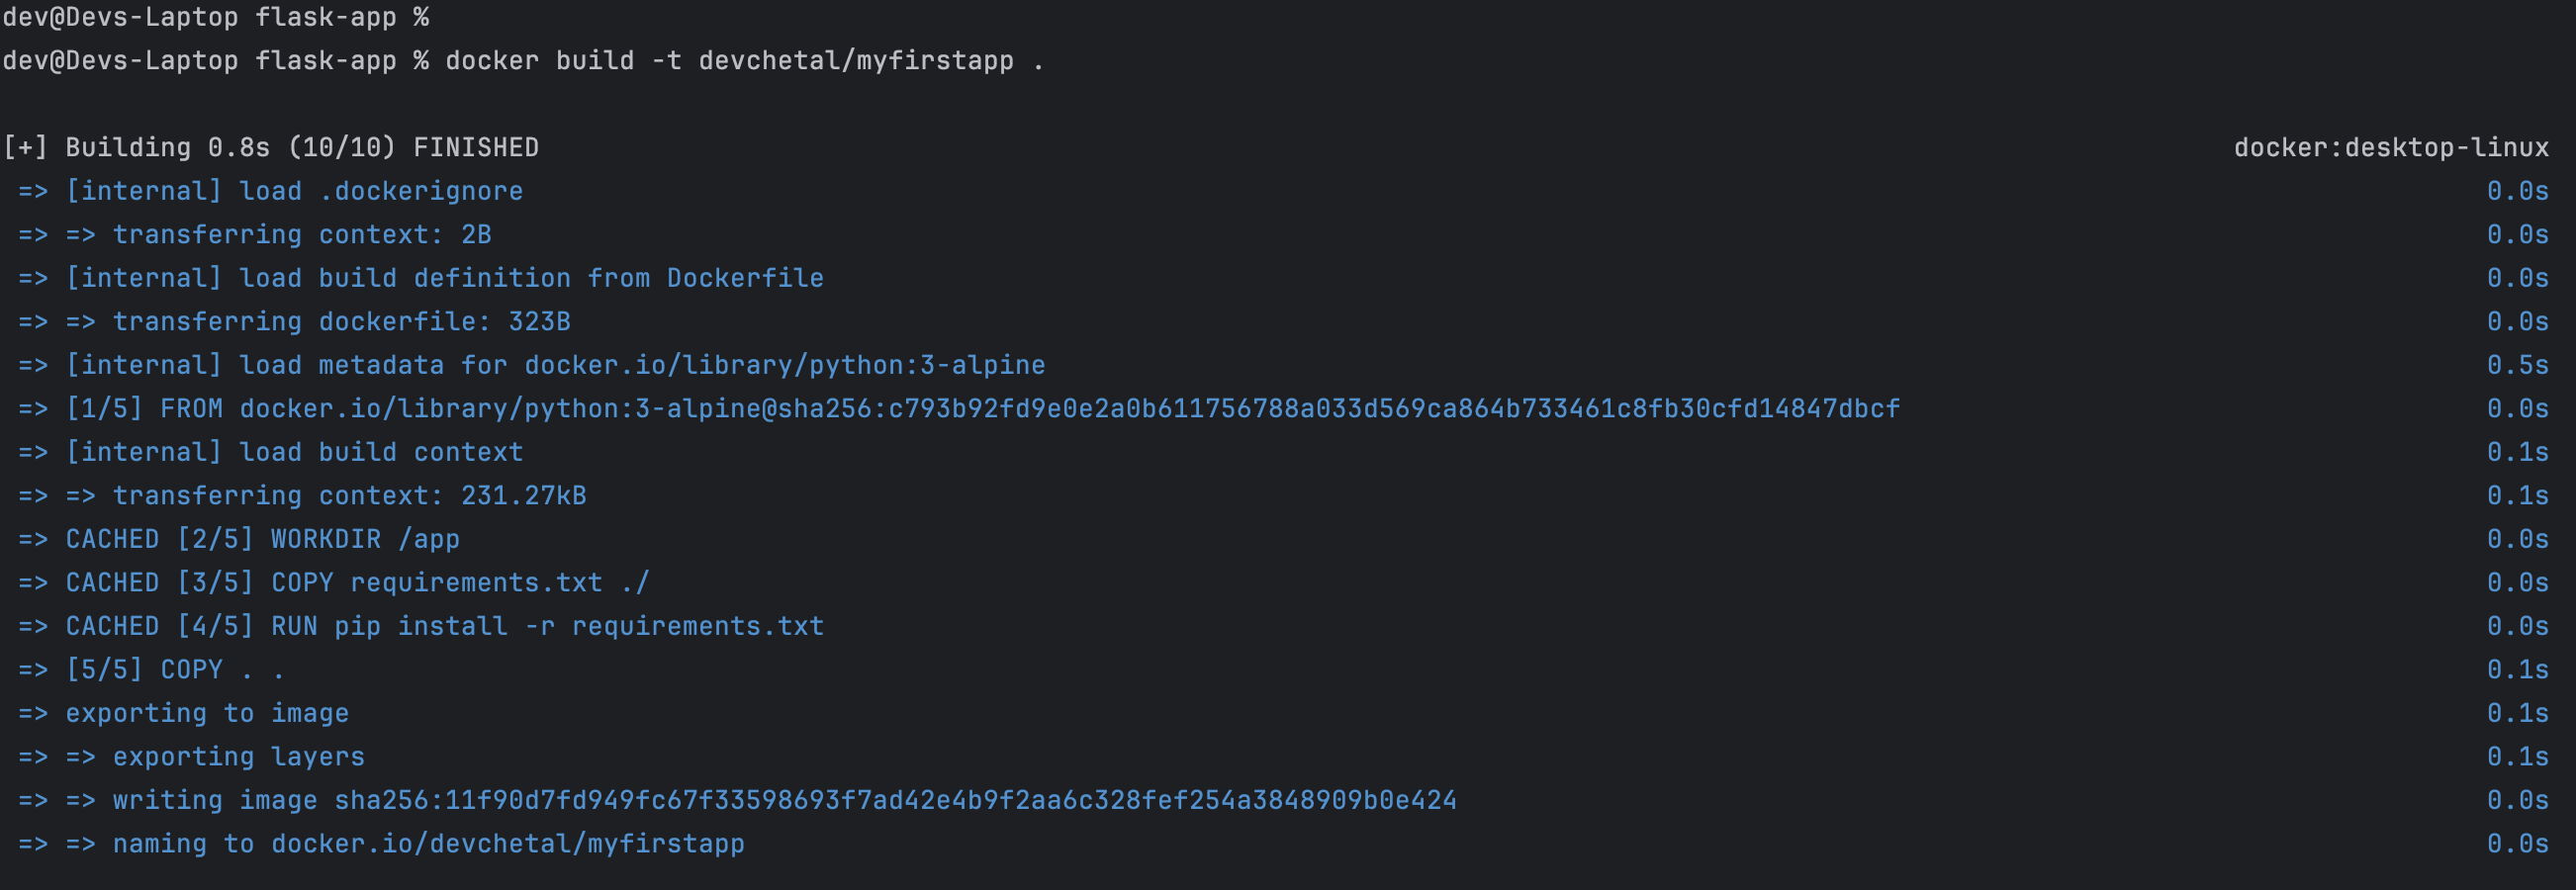 dev@Devs-Laptop flask-app %
dev@Devs-Laptop flask-app % docker build -t devchetal/myfirstapp .
[+] Building 0.8s (10/10) FINISHED docker:desktop-linux
=> [internal] load .dockerignore 0.0s
=> => transferring context: 2B 0.0s
=> [internal] load build definition from Dockerfile 0.0s
=> => transferring dockerfile: 323B 0.0s
=> [internal] load metadata for docker.io/library/python:3-alpine 0.5s
=> [1/5] FROM docker.io/library/python:3-alpine@sha256:c793b92fd9e0e2a0b611756788a033d569ca864b733461c8fb30cfd14847dbcf 0.0s
=> [internal] load build context 0.1s
=> => transferring context: 231.27kB 0.1s
=> CACHED [2/5] WORKDIR /app 0.0s
=> CACHED [3/5] COPY requirements.txt ./ 0.0s
=> CACHED [4/5] RUN pip install -r requirements.txt 0.0s
=> [5/5] COPY . . 0.1s
=> exporting to image 0.1s
=> => exporting layers 0.1s
=> => writing image sha256:11f90d7fd949fc67f33598693f7ad42e4b9f2aa6c328fef254a3848909b0e424 0.0s
=> => naming to docker.io/devchetal/myfirstapp 0.0s